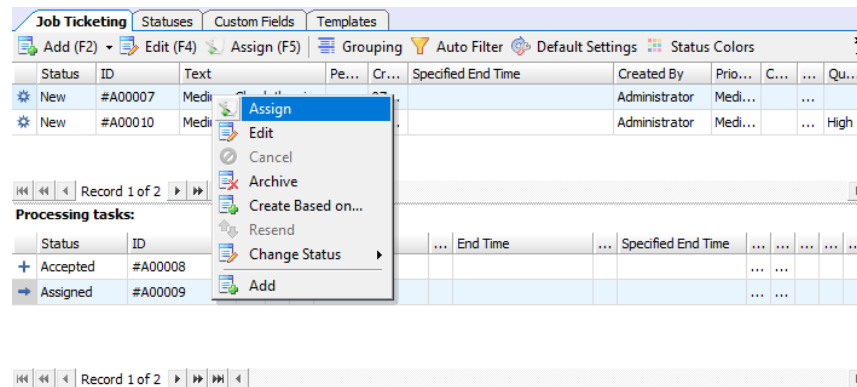 Job Ticketing Statuses Custom Fields Templates
Add (F2) Edit (F4) Assign (F5) Grouping Auto Filter Default Settings Status Colors
Status ID Text Pe... Cr... Specified End Time Created By Prio... C... ... Qu...
New #A00007 Administrator Medi... ...
New #A00010 Administrator Medi... ... High
Assign
Edit
Cancel
Archive
Create Based on...
Resend
Change Status
Add
Record 1 of 2
Processing tasks:
Status ID ... End Time ... Specified End Time ... ... ... ... ...
+ Accepted #A00008 ... ...
Assigned #A00009 ... ...
Record 1 of 2